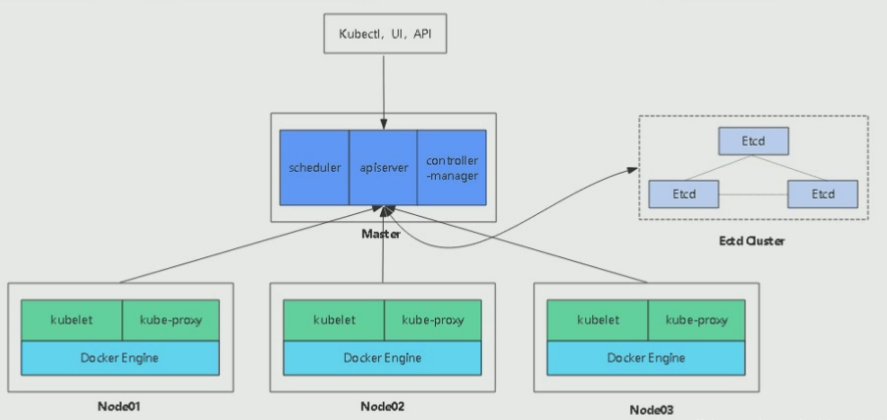 Kubectl, UI, API
scheduler
apiserver
controller
-manager
Master
Etcd
Etcd
Etcd
Ectd Cluster
kubelet
kube-proxy
Docker Engine
Node01
kubelet
kube-proxy
Docker Engine
Node02
kubelet
kube-proxy
Docker Engine
Node03